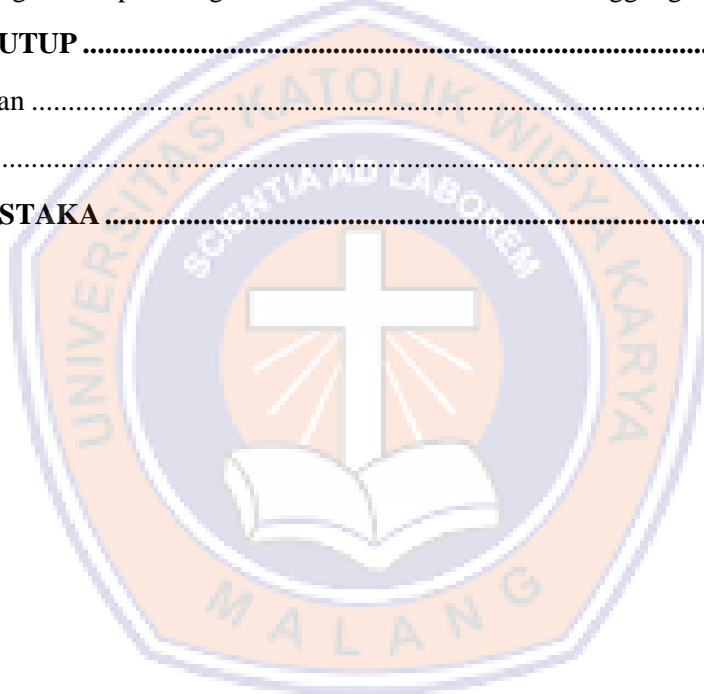 UTUP ........................................................................................
an ........................................................................................
........................................................................................
STAKA ........................................................................................
UNIVERSITAS KATOLIK WIDYA KARYA
SCIENTIA AD LABOREM
MALANG